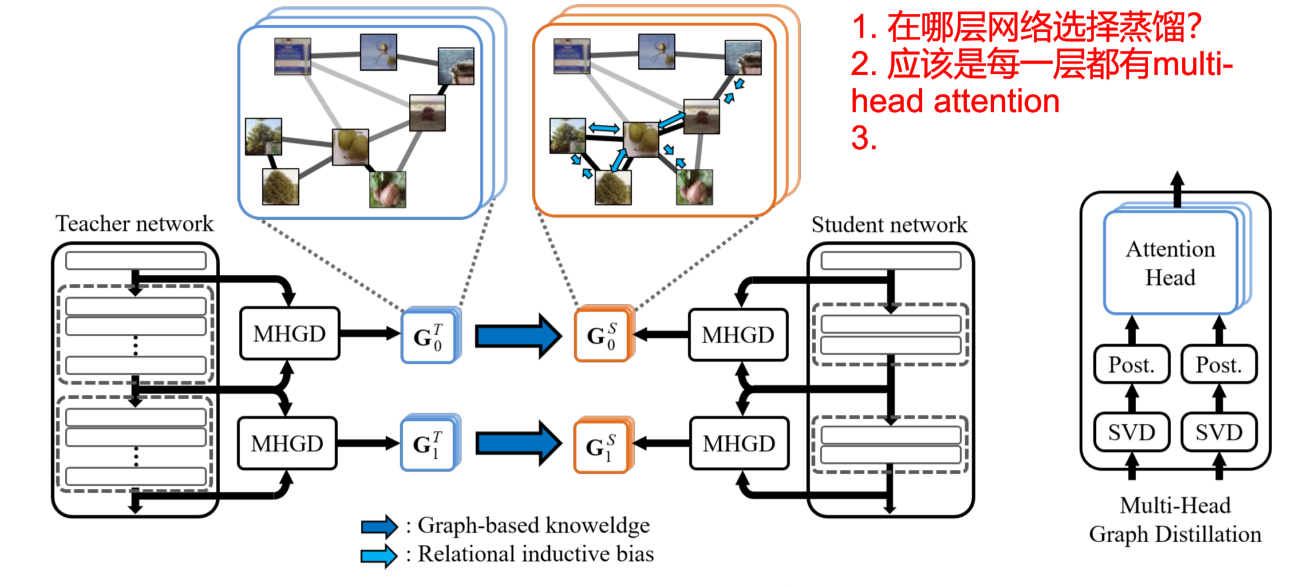 1. 在哪层网络选择蒸馏？
2. 应该是每一层都有multi-
head attention
3.
Teacher network
Student network
MHGD
G_0^T
G_0^S
MHGD
MHGD
G_1^T
G_1^S
MHGD
: Graph-based knoweldge
: Relational inductive bias
Attention
Head
Post.
Post.
SVD
SVD
Multi-Head
Graph Distillation